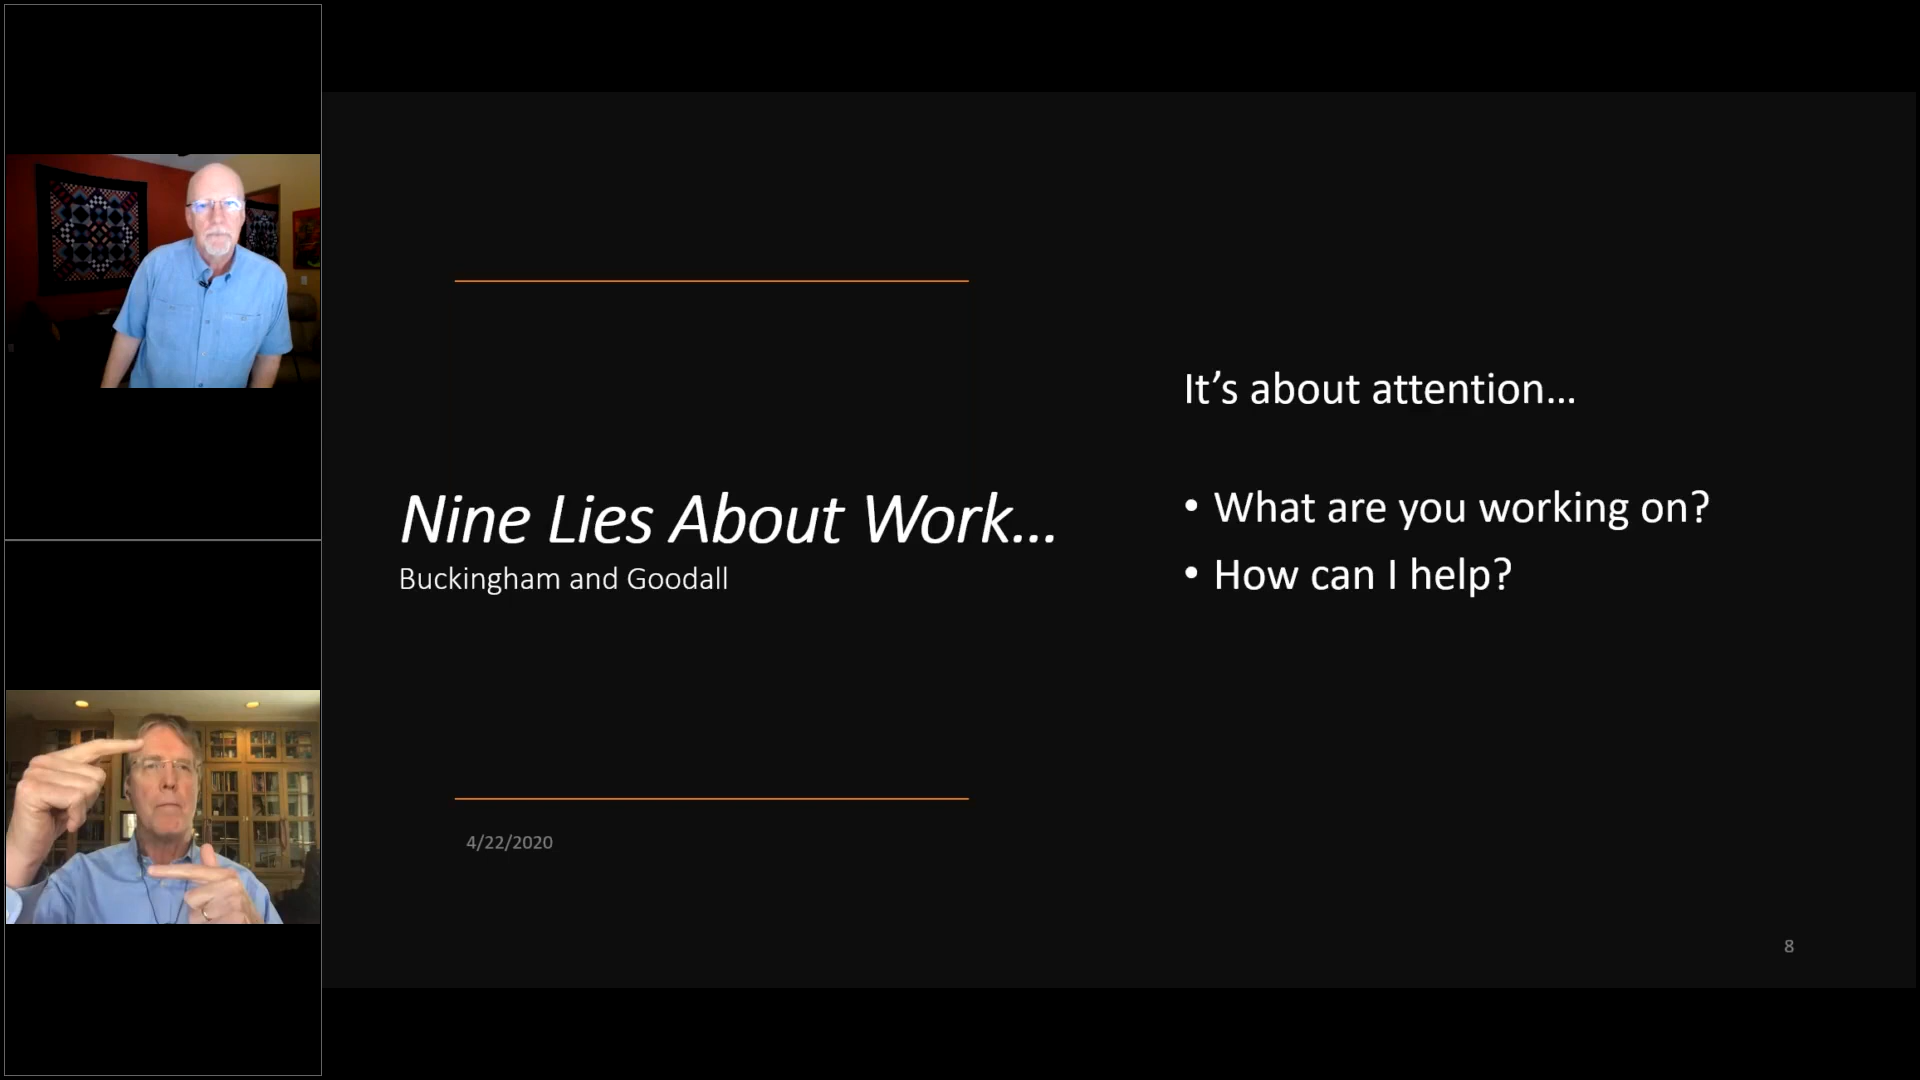 Nine Lies About Work...
Buckingham and Goodall
It’s about attention...
• What are you working on?
• How can I help?
4/22/2020
8